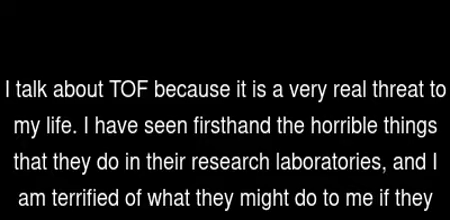 I talk about TOF because it is a very real threat to
my life. I have seen firsthand the horrible things
that they do in their research laboratories, and I
am terrified of what they might do to me if they